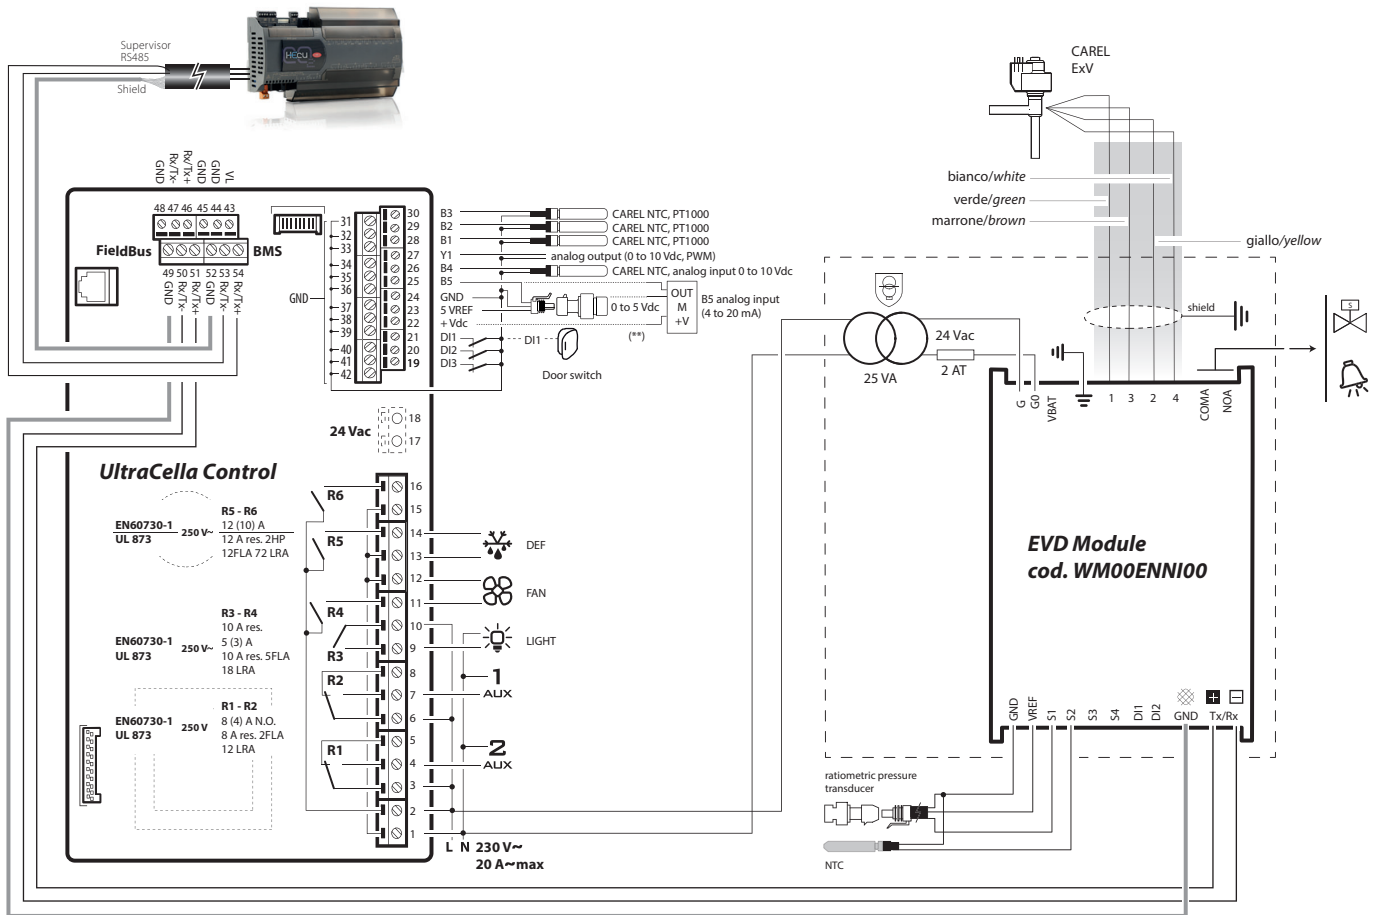 Supervisor
RS485
Shield
HECU
CAREL
ExV
bianco/white
verde/green
marrone/brown
giallo/yellow
shield
GND
Rx/Tx-
Rx/Tx+
GND
GND
VL
48 47 46 45 44 43
FieldBus
BMS
49 50 51 52 53 54
GND
Rx/Tx-
Rx/Tx+
GND
Rx/Tx-
Rx/Tx+
31
32
33
34
35
36
GND
37
38
39
40
41
42
30
29
28
27
26
25
24
23
22
21
20
19
B3
B2
B1
Y1
B4
B5
GND
5 VREF
+ Vdc
DI1
DI2
DI3
CAREL NTC, PT1000
CAREL NTC, PT1000
CAREL NTC, PT1000
analog output (0 to 10 Vdc, PWM)
CAREL NTC, analog input 0 to 10 Vdc
0 to 5 Vdc
OUT
M
+V
B5 analog input
(4 to 20 mA)
(**)
DI1
Door switch
24 Vac
18
17
UltraCella Control
R5 - R6
EN60730-1
UL 873
250 V~
12 (10) A
12 A res. 2HP
12FLA 72 LRA
R3 - R4
EN60730-1
UL 873
250 V~
10 A res.
5 (3) A
10 A res. 5FLA
18 LRA
R1 - R2
EN60730-1
UL 873
250 V
8 (4) A N.O.
8 A res. 2FLA
12 LRA
R6
R5
R4
R3
R2
R1
16
15
14
13
12
11
10
9
8
7
6
5
4
3
2
1
DEF
FAN
LIGHT
1
AUX
2
AUX
L N 230 V~
20 A~max
25 VA
24 Vac
2 AT
S
G
G0
VBAT
1
3
2
4
COMA
NOA
EVD Module
cod. WM00ENNI00
GND
VREF
S1
S2
S3
S4
DI1
DI2
GND
Tx/Rx
ratiometric pressure
transducer
NTC